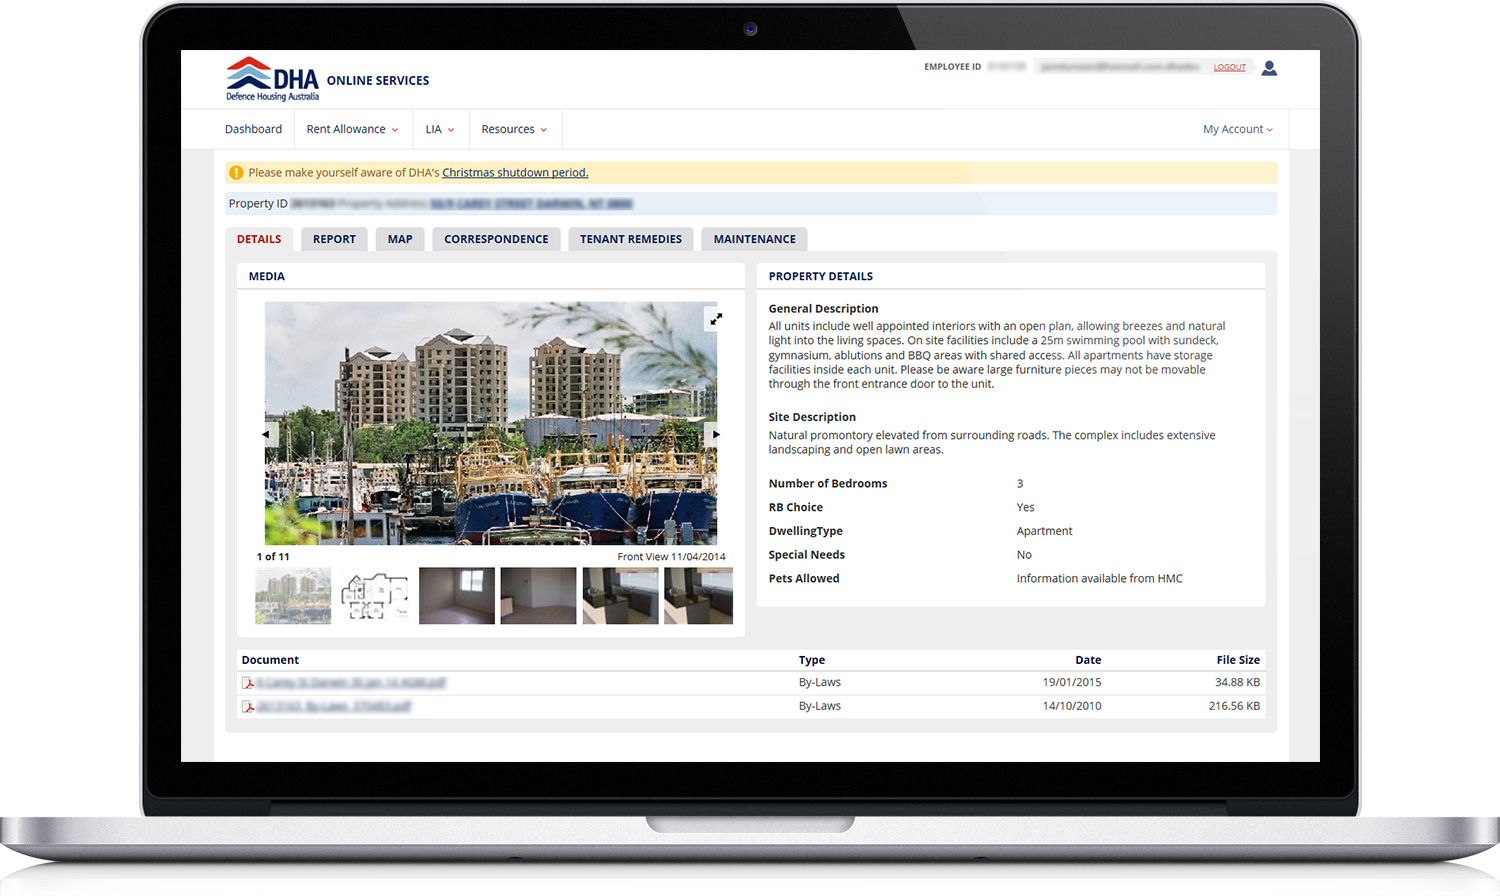 DHA
Defence Housing Australia
ONLINE SERVICES
EMPLOYEE ID
LOGOUT
Dashboard
Rent Allowance
LIA
Resources
My Account
Please make yourself aware of DHA's Christmas shutdown period.
Property ID
DETAILS
REPORT
MAP
CORRESPONDENCE
TENANT REMEDIES
MAINTENANCE
MEDIA
1 of 11
Front View 11/04/2014
PROPERTY DETAILS
General Description
All units include well appointed interiors with an open plan, allowing breezes and natural
light into the living spaces. On site facilities include a 25m swimming pool with sundeck,
gymnasium, ablutions and BBQ areas with shared access. All apartments have storage
facilities inside each unit. Please be aware large furniture pieces may not be movable
through the front entrance door to the unit.
Site Description
Natural promontory elevated from surrounding roads. The complex includes extensive
landscaping and open lawn areas.
Number of Bedrooms 3
RB Choice Yes
DwellingType Apartment
Special Needs No
Pets Allowed Information available from HMC
Document Type Date File Size
By-Laws 19/01/2015 34.88 KB
By-Laws 14/10/2010 216.56 KB